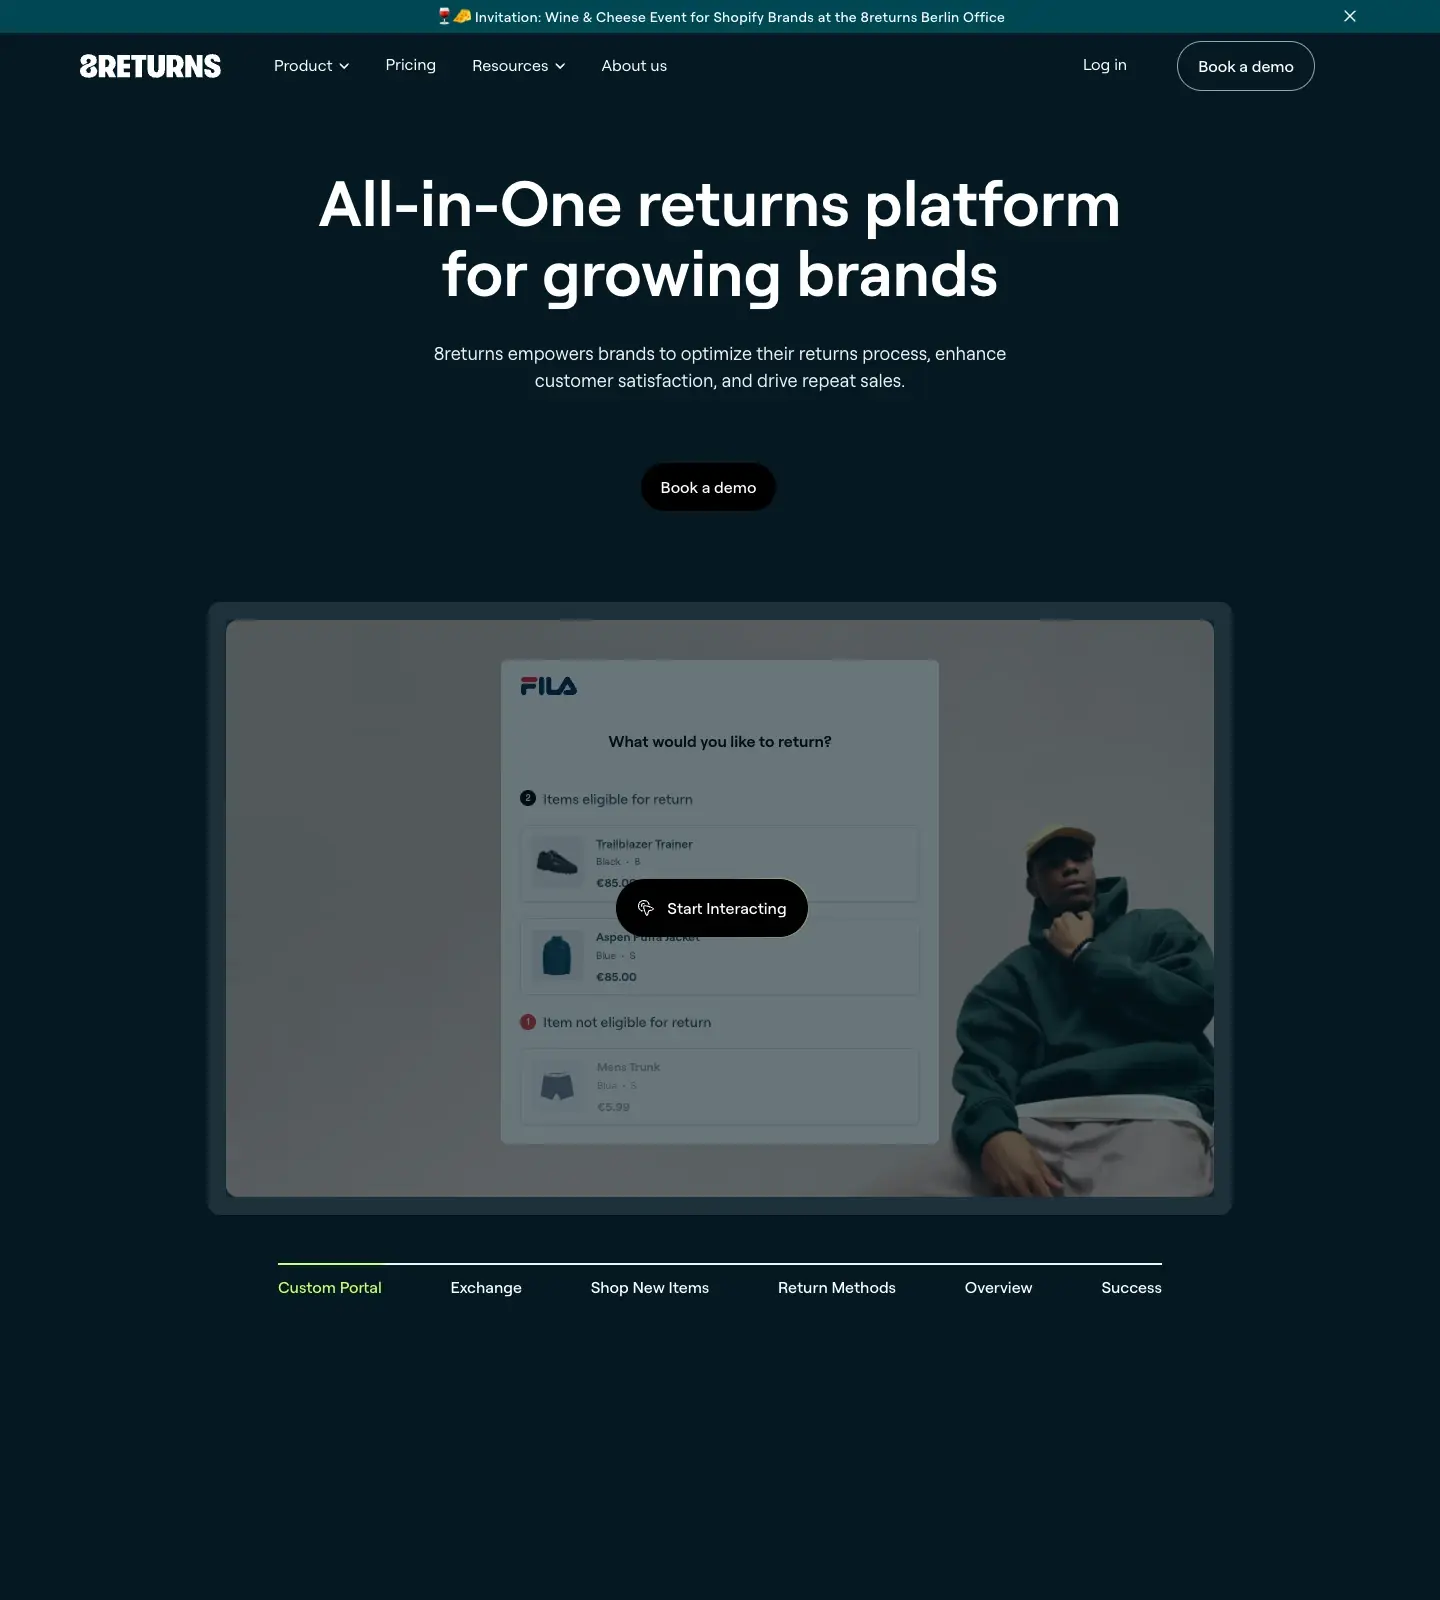 🍷🧀 Invitation: Wine & Cheese Event for Shopify Brands at the 8returns Berlin Office
8RETURNS
Product
Pricing
Resources
About us
Log in
Book a demo
All-in-One returns platform
for growing brands
8returns empowers brands to optimize their returns process, enhance
customer satisfaction, and drive repeat sales.
Book a demo
FILA
What would you like to return?
2 Items eligible for return
Trailblazer Trainer
Black • 8
€85.00
Start Interacting
Aspen Puffa Jacket
Blue • S
€85.00
1 Item not eligible for return
Mens Trunk
Blue • S
€5.99
Custom Portal
Exchange
Shop New Items
Return Methods
Overview
Success